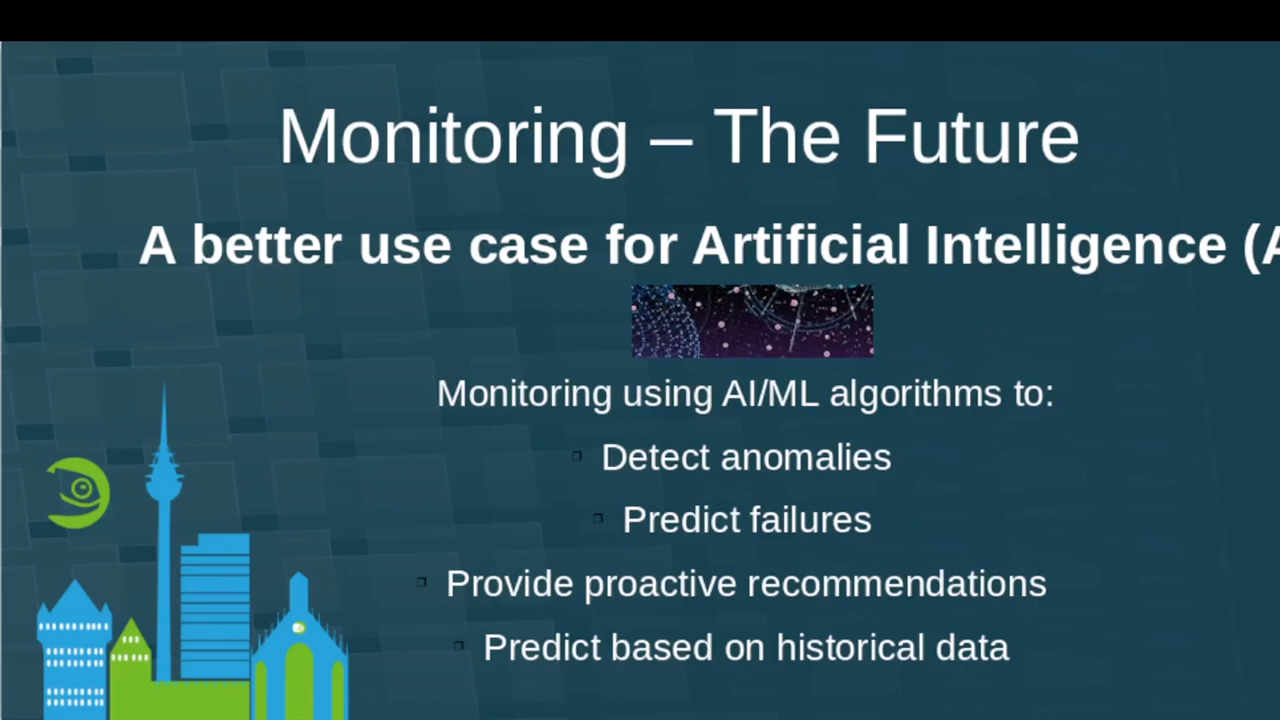 Monitoring – The Future
A better use case for Artificial Intelligence (A
Monitoring using AI/ML algorithms to:
Detect anomalies
Predict failures
Provide proactive recommendations
Predict based on historical data